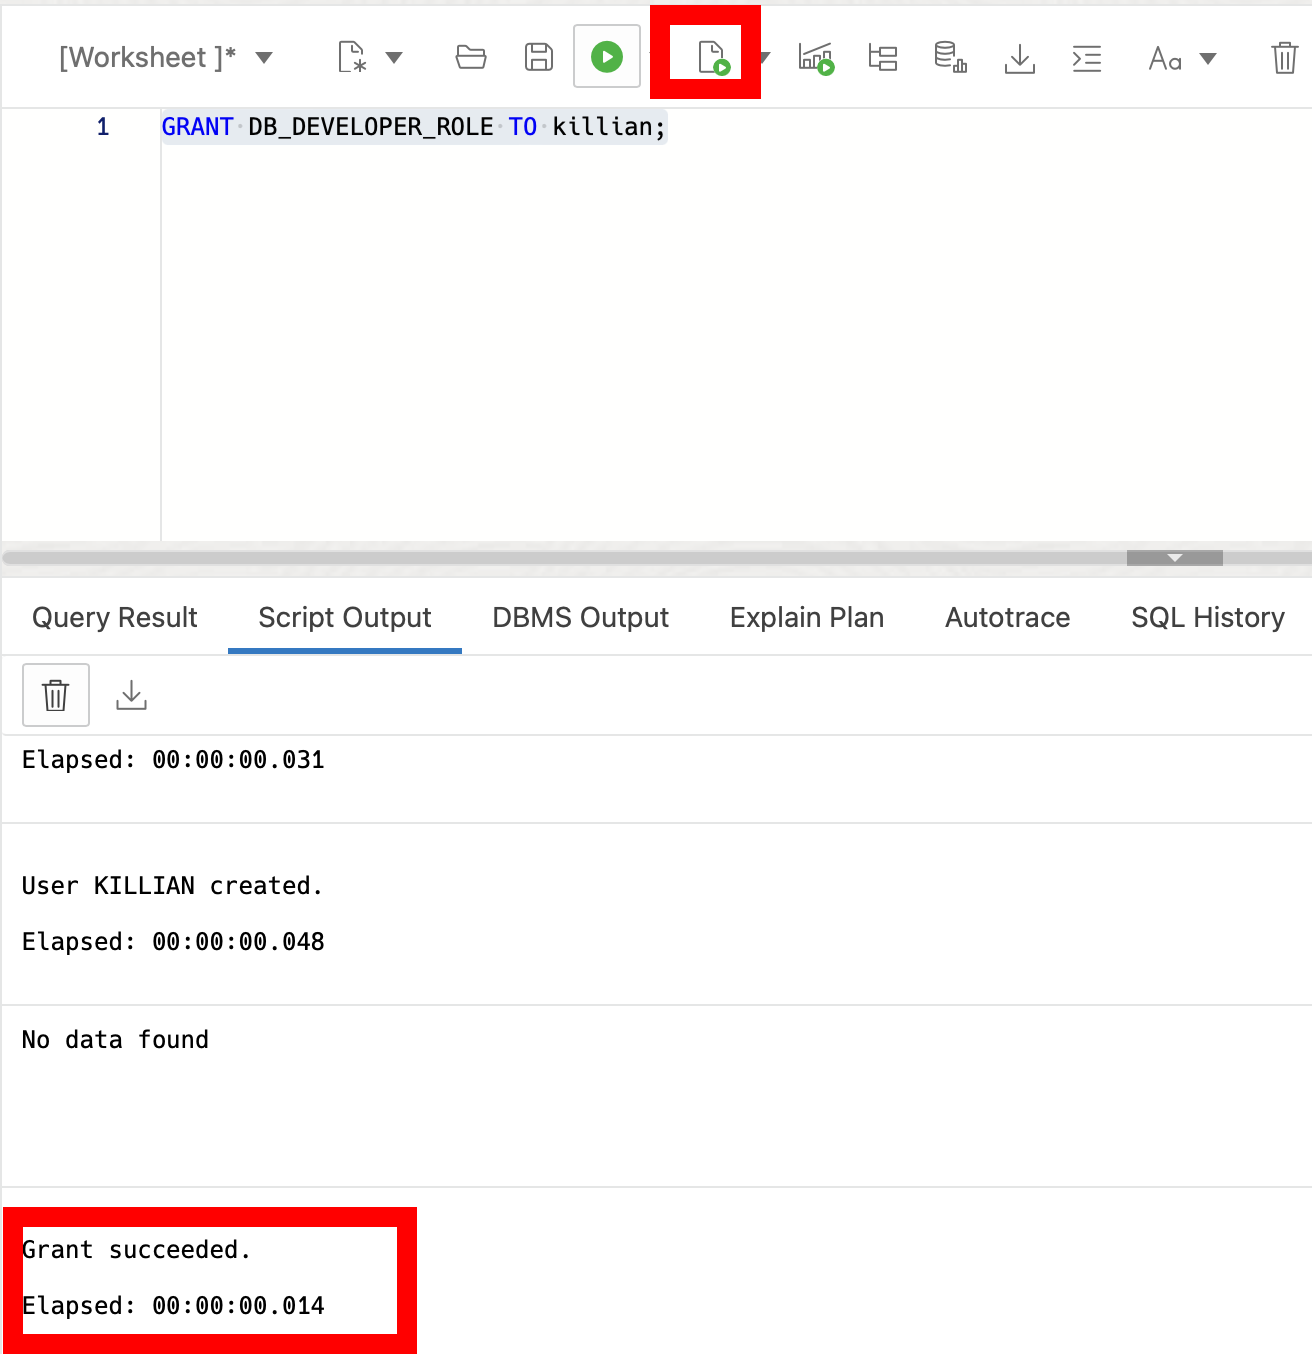 [Worksheet ]*
Aa
1 GRANT DB_DEVELOPER_ROLE TO killian;
Query Result Script Output DBMS Output Explain Plan Autotrace SQL History
Elapsed: 00:00:00.031
User KILLIAN created.
Elapsed: 00:00:00.048
No data found
Grant succeeded.
Elapsed: 00:00:00.014